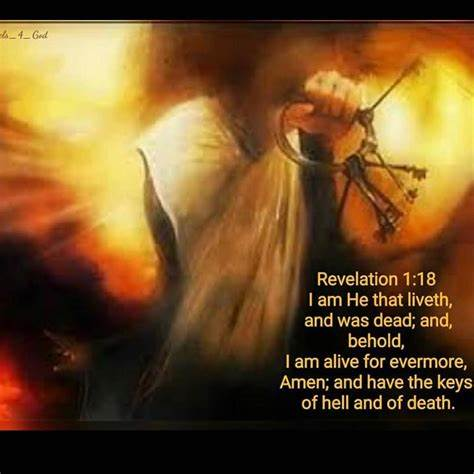 Revelation 1:18
I am He that liveth,
and was dead; and,
behold,
I am alive for evermore,
Amen; and have the keys
of hell and of death.